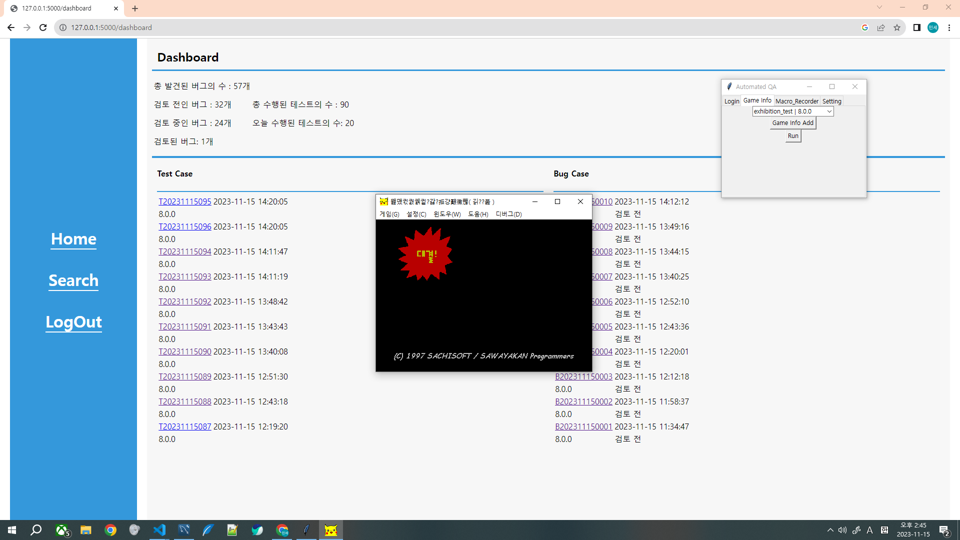 127.0.0.1:5000/dashboard
127.0.0.1:5000/dashboard
Dashboard
총 발견된 버그의 수 : 57개
검토 전인 버그 : 32개 총 수행된 테스트의 수 : 90
검토 중인 버그 : 24개 오늘 수행된 테스트의 수: 20
검토된 버그: 1개
Automated QA
Login Game Info Macro_Recorder Setting
exhibition_test | 8.0.0
Game Info Add
Run
Home
Search
LogOut
Test Case
T20231115095 2023-11-15 14:20:05
8.0.0
T20231115096 2023-11-15 14:20:05
8.0.0
T20231115094 2023-11-15 14:11:47
8.0.0
T20231115093 2023-11-15 14:11:19
8.0.0
T20231115092 2023-11-15 13:48:42
8.0.0
T20231115091 2023-11-15 13:43:43
8.0.0
T20231115090 2023-11-15 13:40:08
8.0.0
T20231115089 2023-11-15 12:51:30
8.0.0
T20231115088 2023-11-15 12:43:18
8.0.0
T20231115087 2023-11-15 12:19:20
8.0.0
게임(G) 설정(C) 윈도우(W) 도움(H) 디버그(D)
대결!
(C) 1997 SACHISOFT / SAWAYAKAN Programmers
Bug Case
50010 2023-11-15 14:12:12
검토 전
50009 2023-11-15 13:49:16
검토 전
50008 2023-11-15 13:44:15
검토 전
50007 2023-11-15 13:40:25
검토 전
50006 2023-11-15 12:52:10
검토 전
50005 2023-11-15 12:43:36
검토 전
50004 2023-11-15 12:20:01
검토 전
B202311150003 2023-11-15 12:12:18
8.0.0 검토 전
B202311150002 2023-11-15 11:58:37
8.0.0 검토 전
B202311150001 2023-11-15 11:34:47
8.0.0 검토 전
A
오후 2:45
2023-11-15